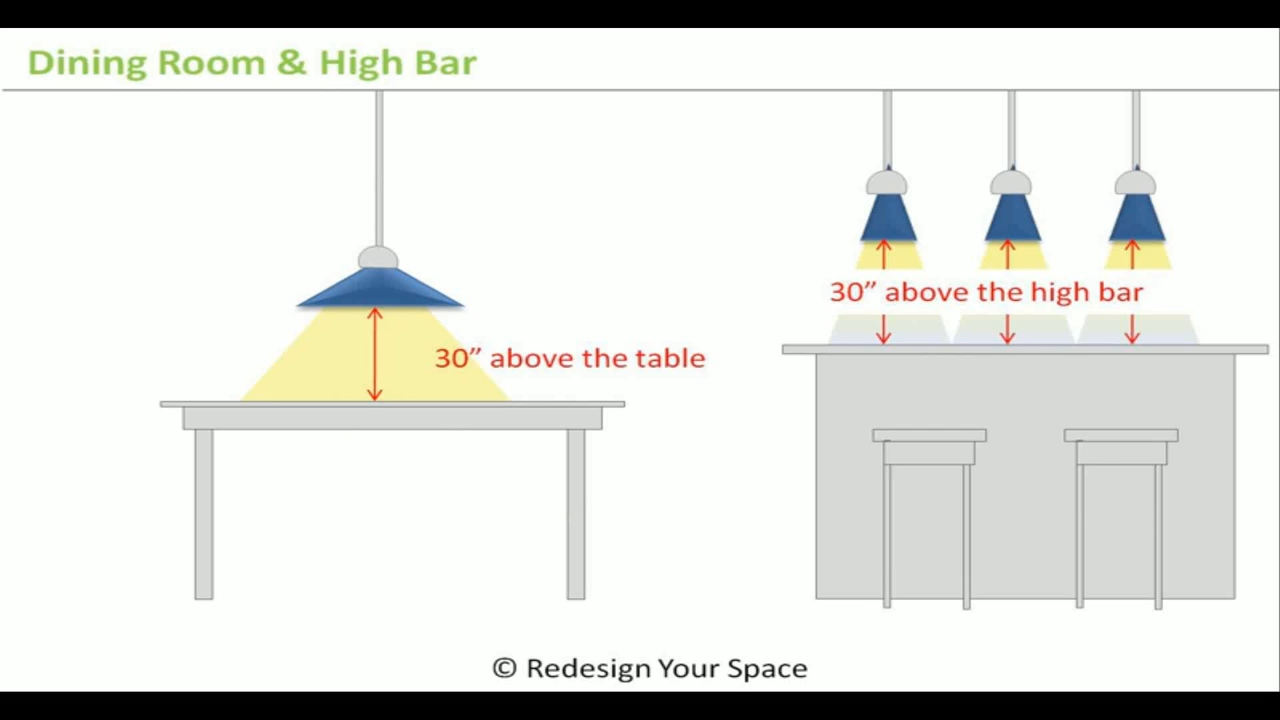 Dining Room & High Bar
30” above the high bar
30” above the table
© Redesign Your Space